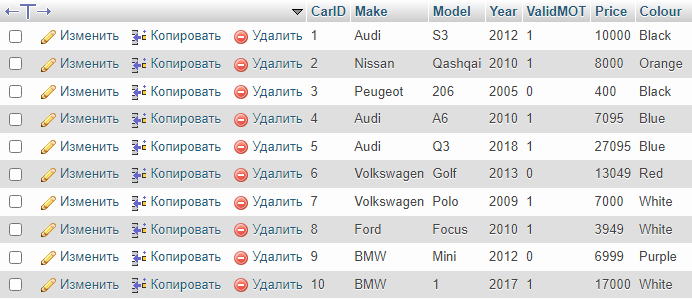 CarID Make Model Year ValidMOT Price Colour
Изменить Копировать Удалить 1 Audi S3 2012 1 10000 Black
Изменить Копировать Удалить 2 Nissan Qashqai 2010 1 8000 Orange
Изменить Копировать Удалить 3 Peugeot 206 2005 0 400 Black
Изменить Копировать Удалить 4 Audi A6 2010 1 7095 Blue
Изменить Копировать Удалить 5 Audi Q3 2018 1 27095 Blue
Изменить Копировать Удалить 6 Volkswagen Golf 2013 0 13049 Red
Изменить Копировать Удалить 7 Volkswagen Polo 2009 1 7000 White
Изменить Копировать Удалить 8 Ford Focus 2010 1 3949 White
Изменить Копировать Удалить 9 BMW Mini 2012 0 6999 Purple
Изменить Копировать Удалить 10 BMW 1 2017 1 17000 White